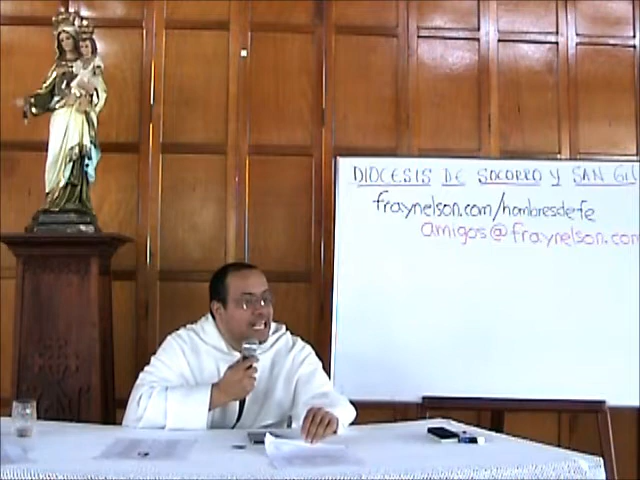 DIOCESIS DE SOCORRO Y SAN GIL
fraynelson.com/hombresdefe
amigos@fraynelson.com